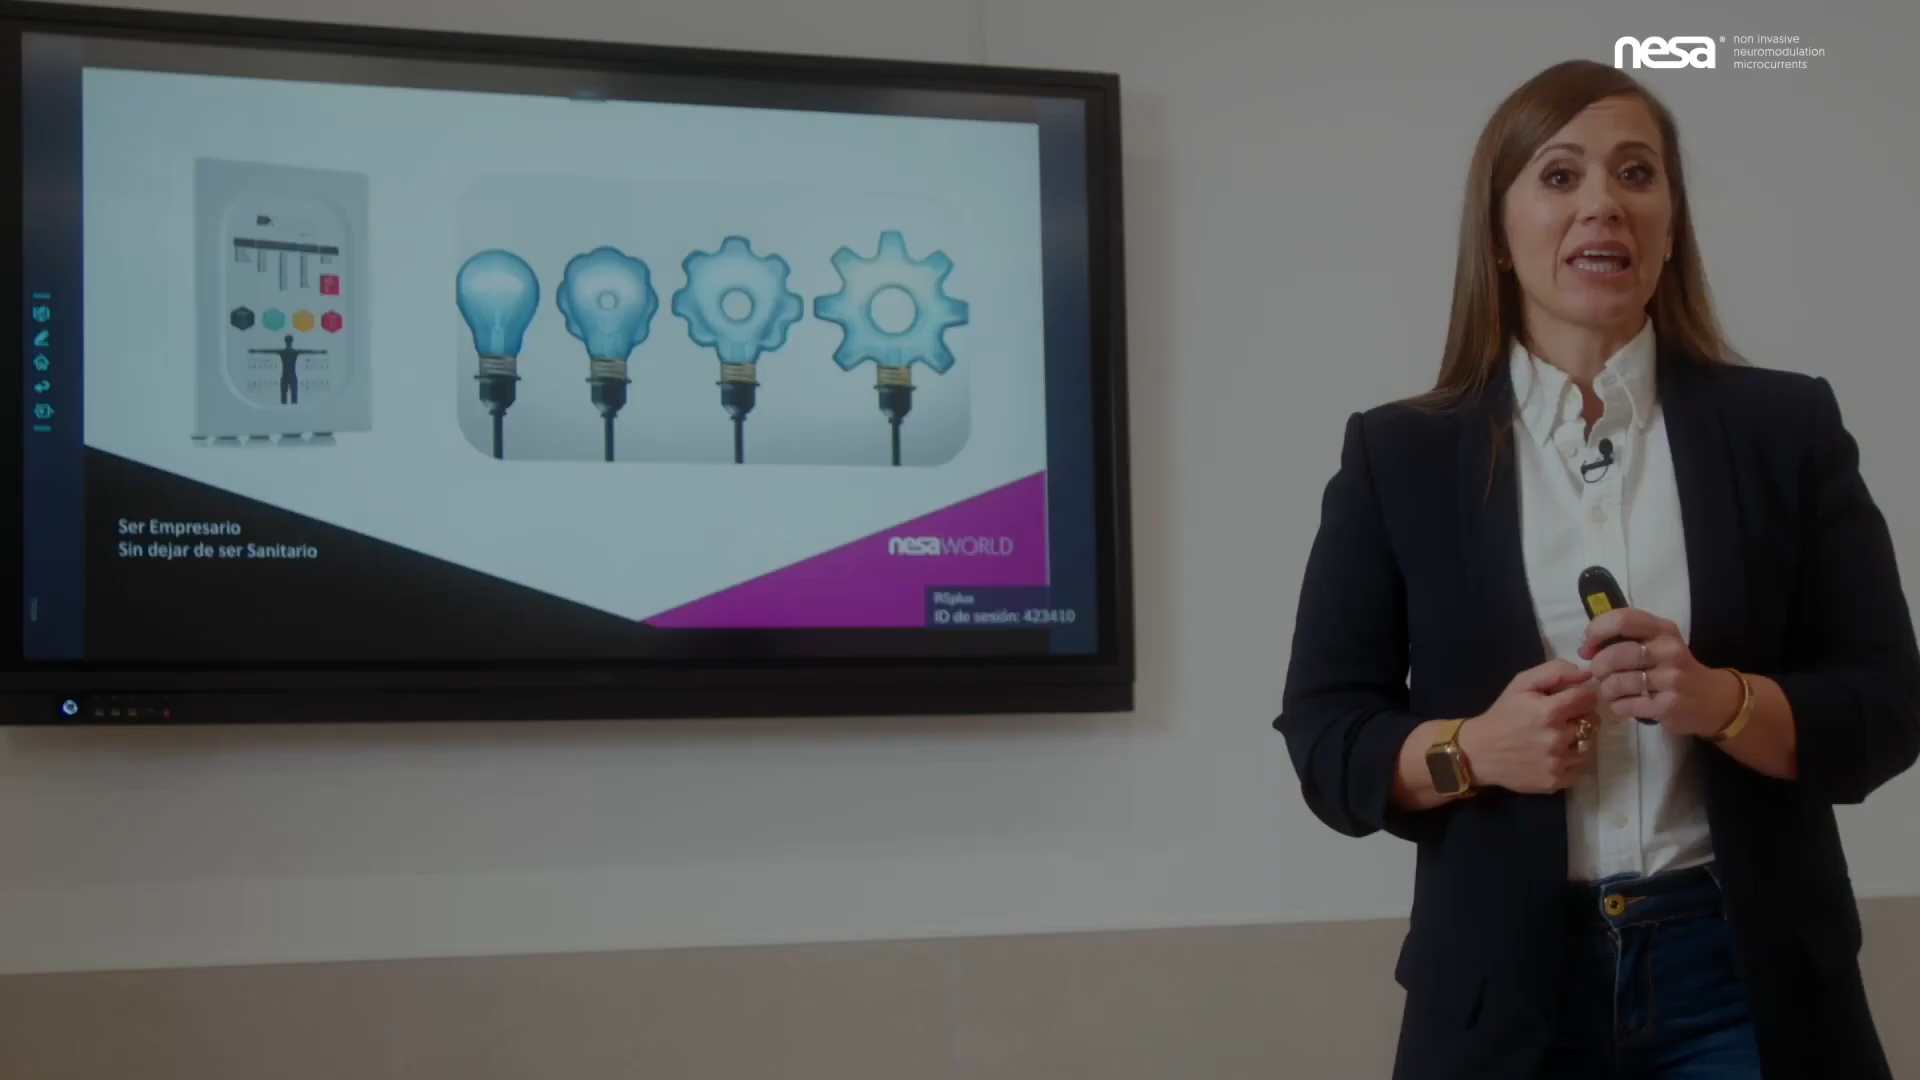 nesa®
non invasive
neuromodulation
microcurrents
Ser Empresario
Sin dejar de ser Sanitario
nesaWORLD
RSplus
ID de sesión: 423410